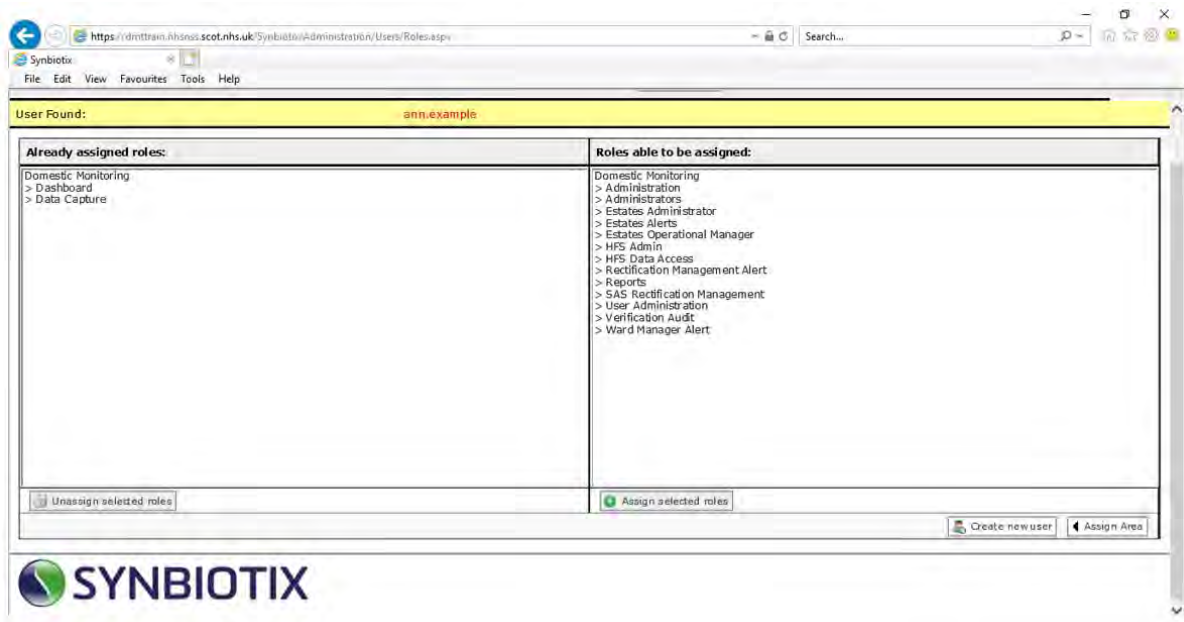 https://dmttrain.nhsnss.scot.nhs.uk/Synbiotix/Administration/Users/Roles.aspx
Search...
Synbiotix
File Edit View Favourites Tools Help
User Found: ann.example
Already assigned roles:
Domestic Monitoring
> Dashboard
> Data Capture
Unassign selected roles
Roles able to be assigned:
Domestic Monitoring
> Administration
> Administrators
> Estates Administrator
> Estates Alerts
> Estates Operational Manager
> HFS Admin
> HFS Data Access
> Rectification Management Alert
> Reports
> SAS Rectification Management
> User Administration
> Verification Audit
> Ward Manager Alert
Assign selected roles
Create new user
Assign Area
SYNBIOTIX